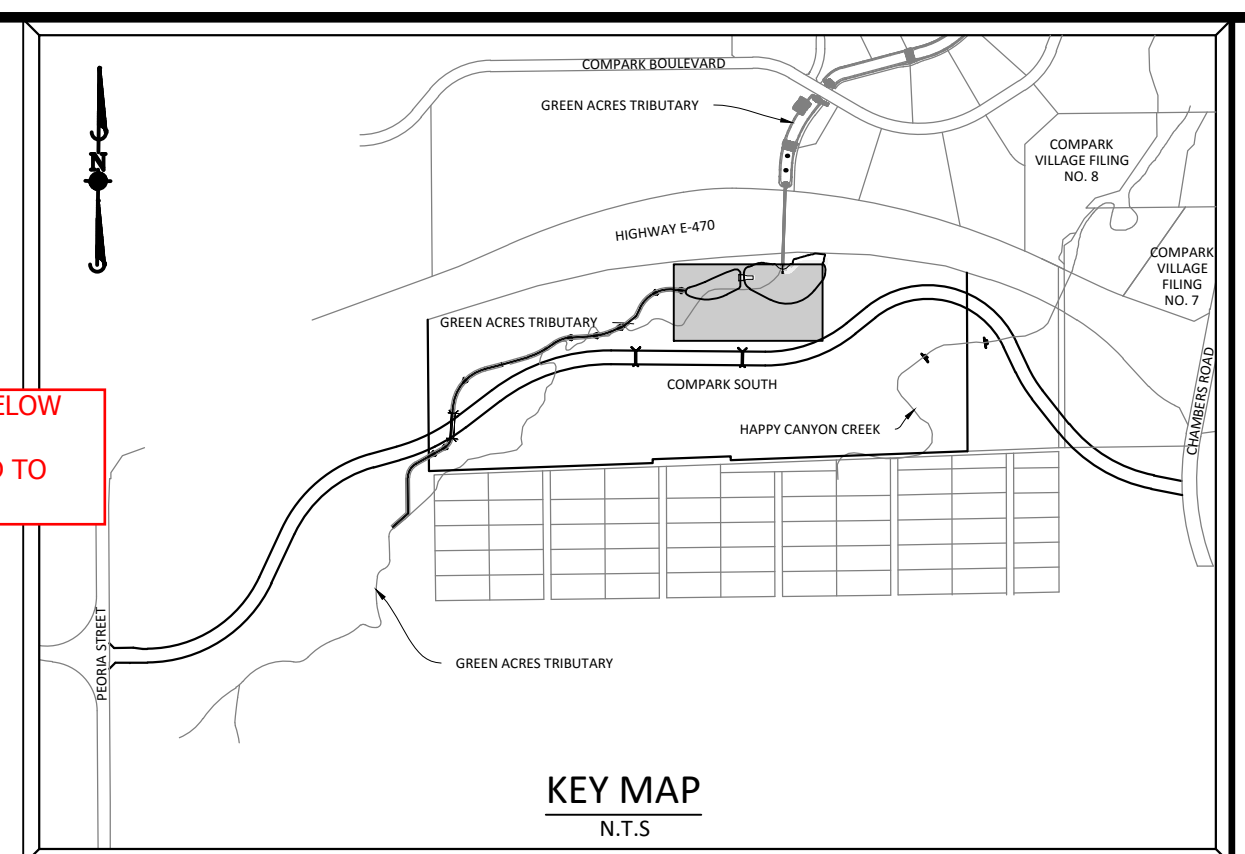 COMPARK BOULEVARD
GREEN ACRES TRIBUTARY
COMPARK
VILLAGE FILING
NO. 8
N
HIGHWAY E-470
COMPARK
VILLAGE
FILING
NO. 7
GREEN ACRES TRIBUTARY
COMPARK SOUTH
CHAMBERS ROAD
HAPPY CANYON CREEK
TO
PEORIA STREET
GREEN ACRES TRIBUTARY
KEY MAP
N.T.S